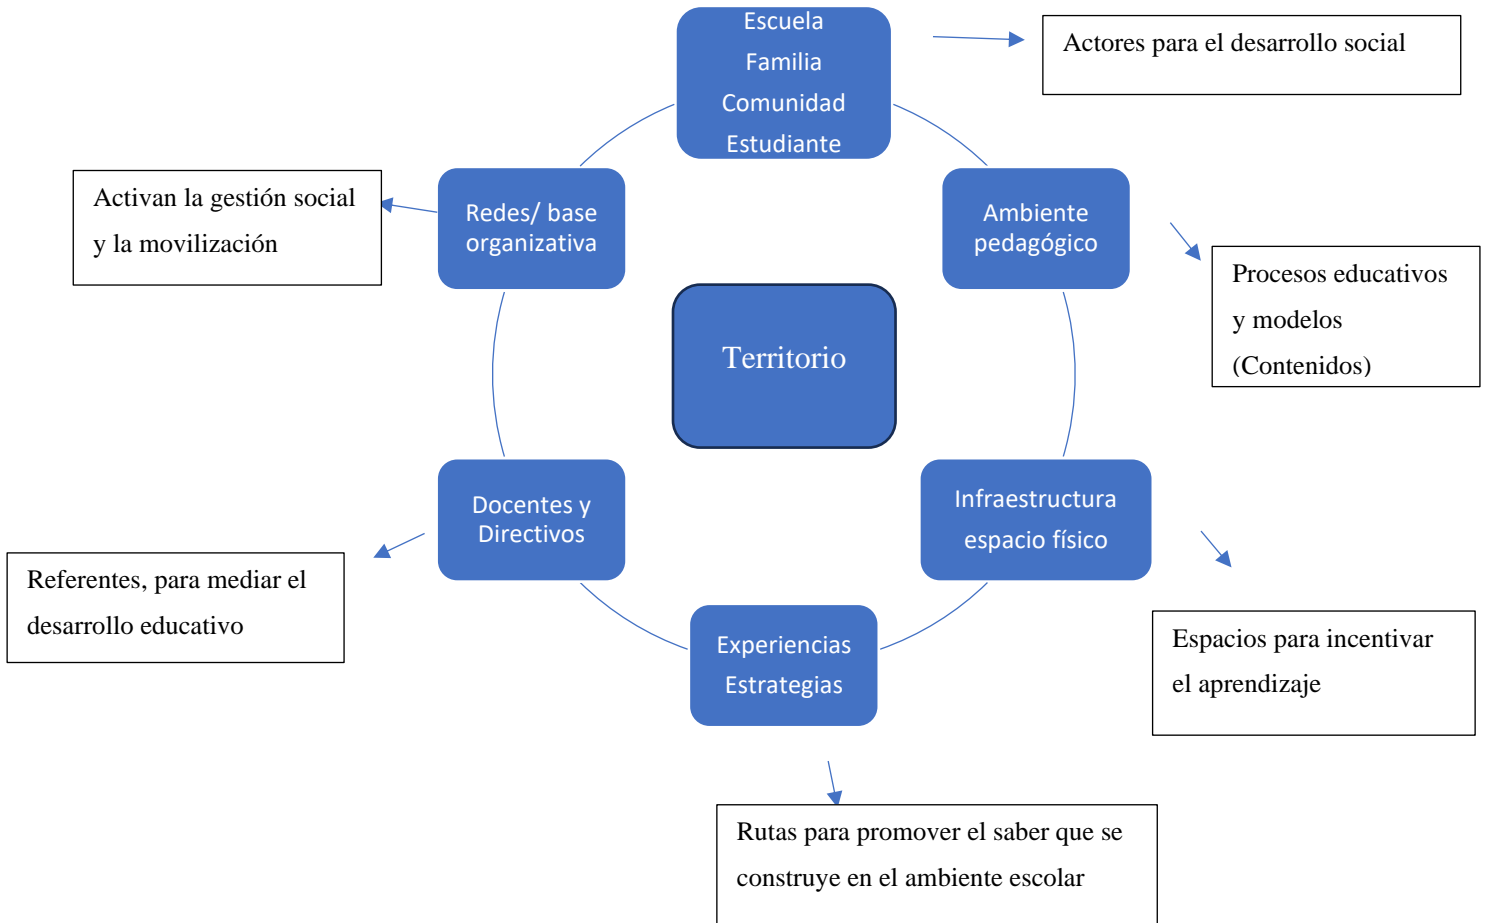 Escuela
Familia
Comunidad
Estudiante
Actores para el desarrollo social
Activan la gestión social
y la movilización
Redes/ base
organizativa
Ambiente
pedagógico
Procesos educativos
y modelos
(Contenidos)
Territorio
Docentes y
Directivos
Infraestructura
espacio físico
Referentes, para mediar el
desarrollo educativo
Experiencias
Estrategias
Espacios para incentivar
el aprendizaje
Rutas para promover el saber que se
construye en el ambiente escolar